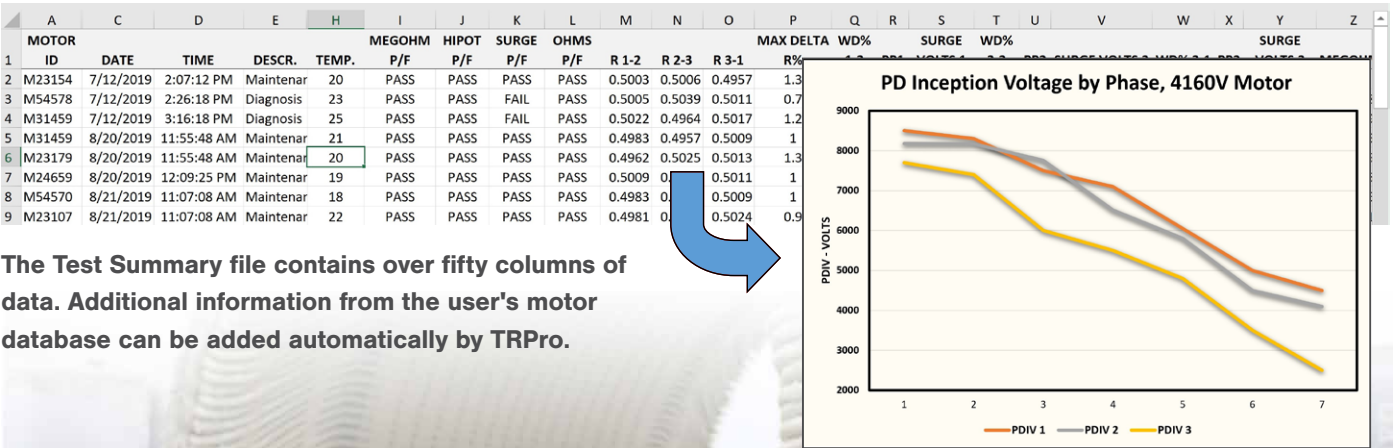 A C D E H I J K L M N O P Q R S T U V W X Y Z
MOTOR MEGOHM HIPOT SURGE OHMS MAX DELTA WD% SURGE WD% SURGE
1 ID DATE TIME DESCR. TEMP. P/F P/F P/F P/F R 1-2 R 2-3 R 3-1 R%
2 M23154 7/12/2019 2:07:12 PM Maintenar 20 PASS PASS PASS PASS 0.5003 0.5006 0.4957 1.3
3 M54578 7/12/2019 2:26:18 PM Diagnosis 23 PASS PASS FAIL PASS 0.5005 0.5039 0.5011 0.7
4 M31459 7/12/2019 3:16:18 PM Diagnosis 25 PASS PASS FAIL PASS 0.5022 0.4964 0.5017 1.2
5 M31459 8/20/2019 11:55:48 AM Maintenar 21 PASS PASS PASS PASS 0.4983 0.4957 0.5009 1
6 M23179 8/20/2019 11:55:48 AM Maintenar 20 PASS PASS PASS PASS 0.4962 0.5025 0.5013 1.3
7 M24659 8/20/2019 12:09:25 PM Maintenar 19 PASS PASS PASS PASS 0.5009 0. 0.5011 1
8 M54570 8/21/2019 11:07:08 AM Maintenar 18 PASS PASS PASS PASS 0.4983 0. 0.5009 1
9 M23107 8/21/2019 11:07:08 AM Maintenar 22 PASS PASS PASS PASS 0.4981 0. 0.5024 0.9
The Test Summary file contains over fifty columns of
data. Additional information from the user's motor
database can be added automatically by TRPro.
PD Inception Voltage by Phase, 4160V Motor
PDIV - VOLTS
9000
8000
7000
6000
5000
4000
3000
2000
1 2 3 4 5 6 7
PDIV 1 PDIV 2 PDIV 3